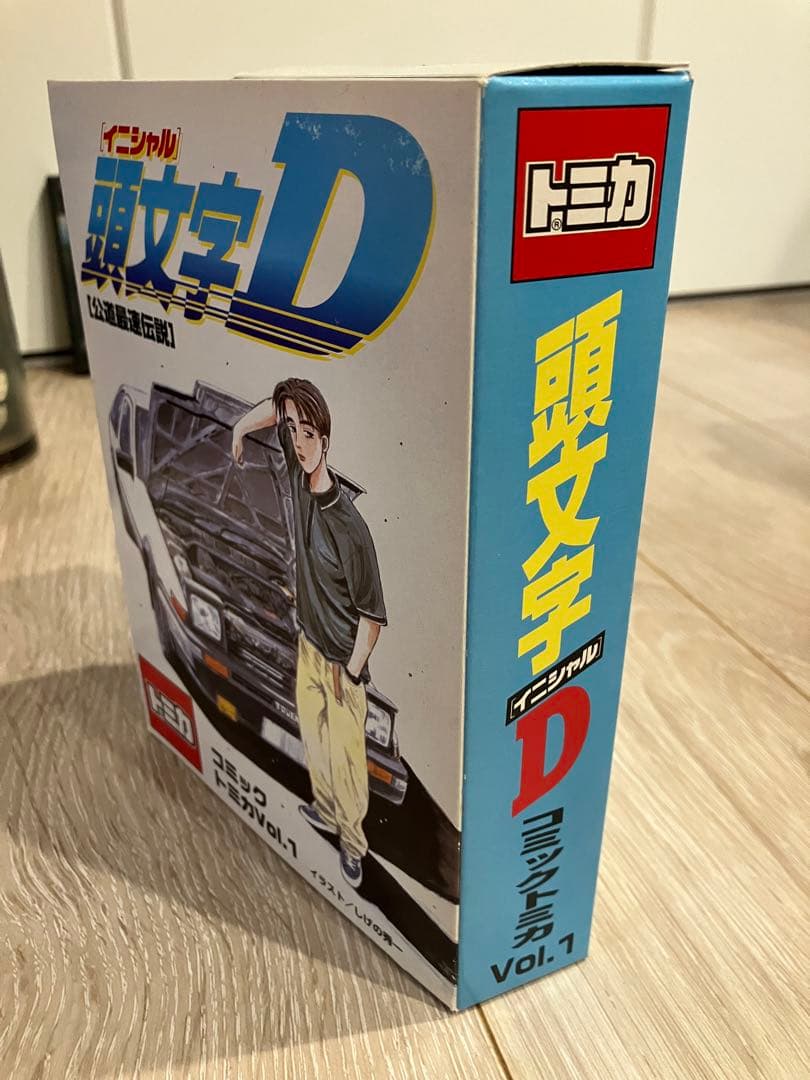 [イニシャル]
頭文字D
[公道最速伝説]
トミカ
コミック
トミカVol.1
イラスト/しげの秀一
トミカ®
頭文字
[イニシャル]
D
コミックトミカ
Vol.1